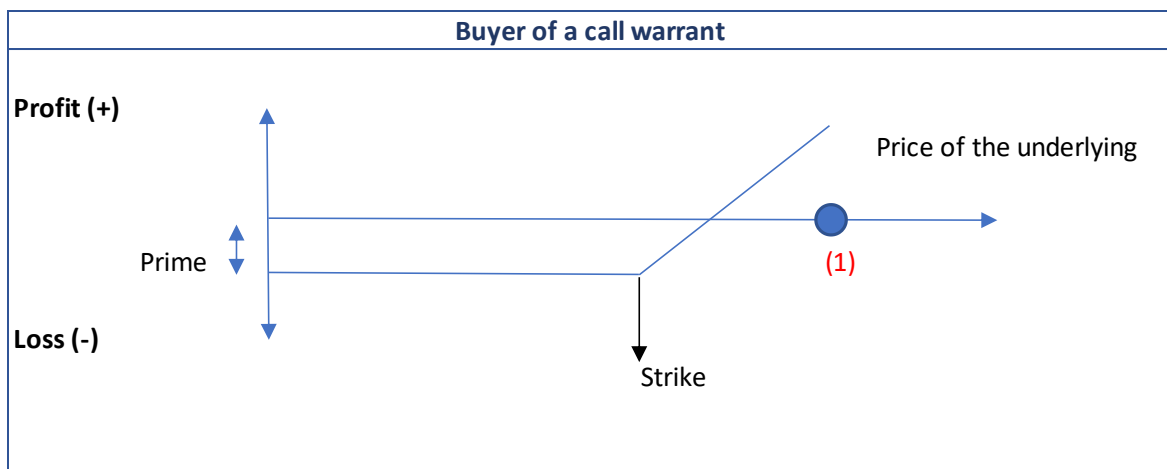 Buyer of a call warrant
Profit (+)
Price of the underlying
Prime
(1)
Loss (-)
Strike